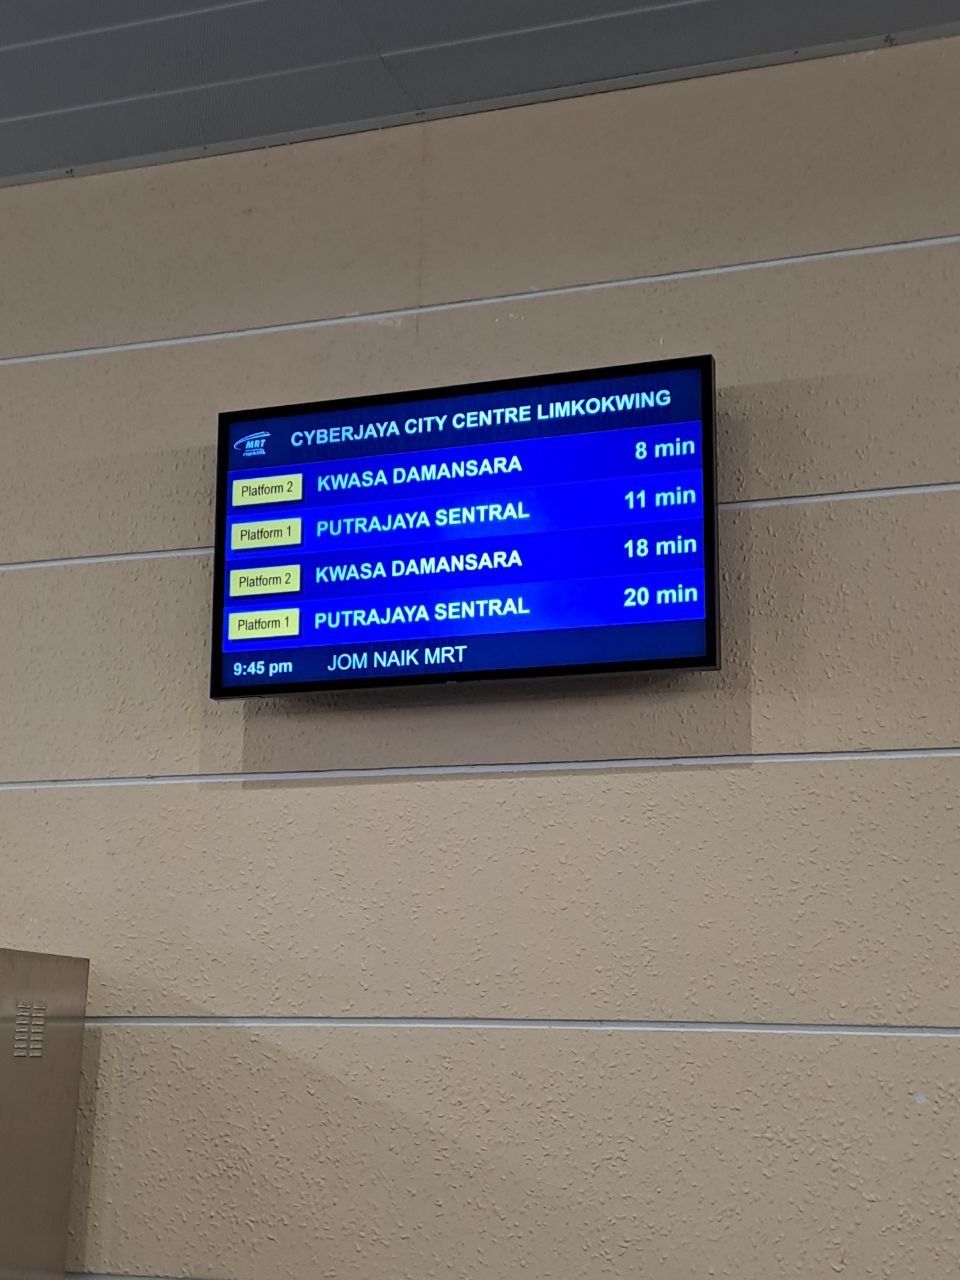 MRT
CYBERJAYA CITY CENTRE LIMKOKWING
Platform 2 KWASA DAMANSARA 8 min
Platform 1 PUTRAJAYA SENTRAL 11 min
Platform 2 KWASA DAMANSARA 18 min
Platform 1 PUTRAJAYA SENTRAL 20 min
9:45 pm JOM NAIK MRT